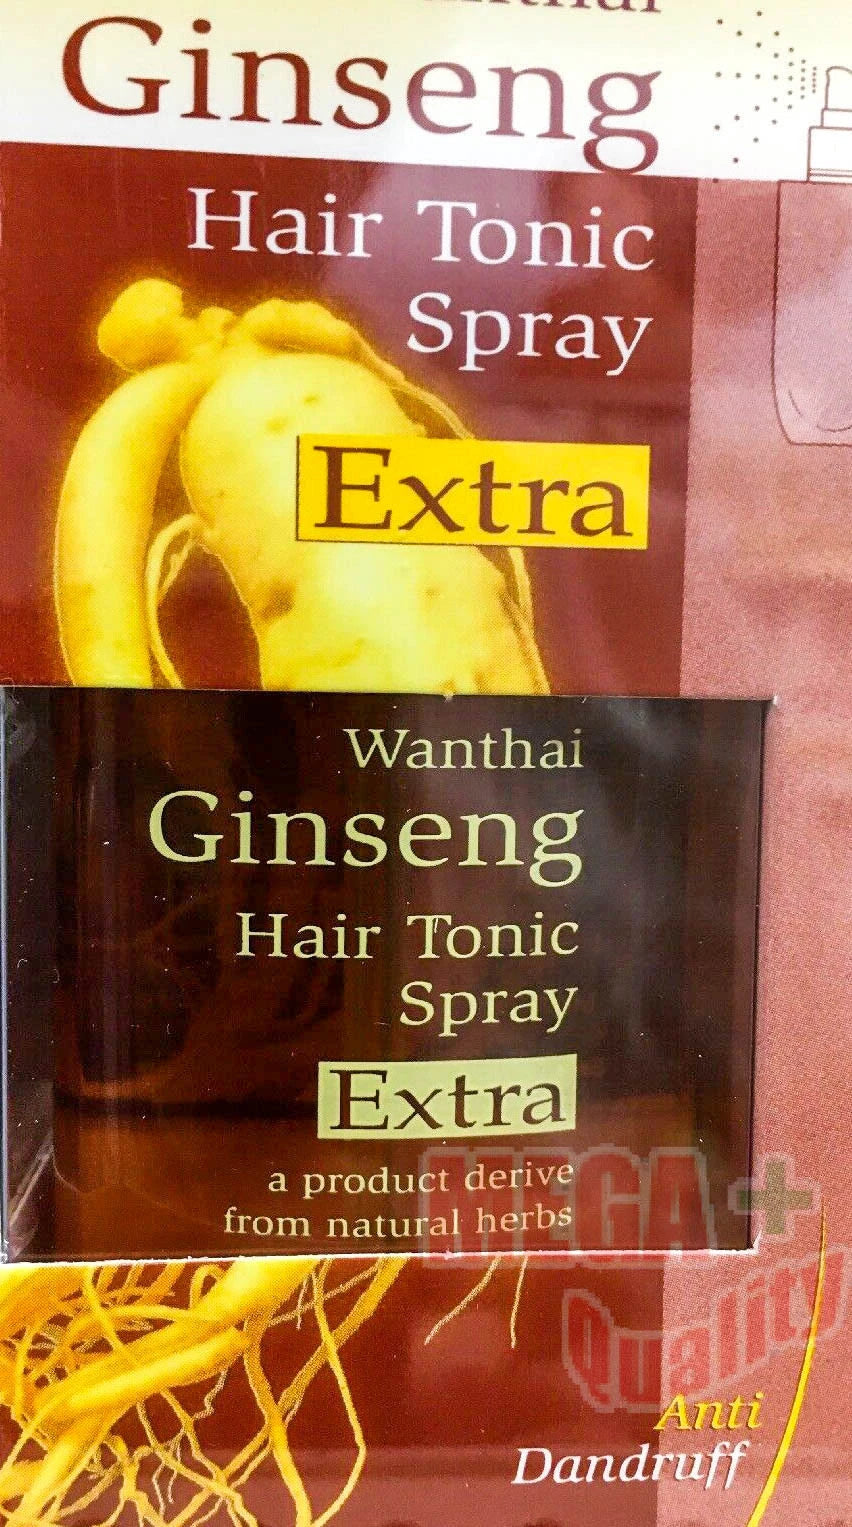 Ginseng
Hair Tonic
Spray
Extra
Wanthai
Ginseng
Hair Tonic
Spray
Extra
a product derive
from natural herbs
MEGA+
Quality
Anti
Dandruff